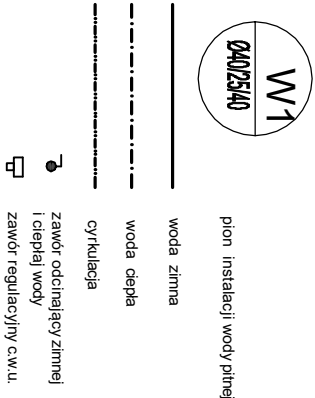 W1
Ø40/25/40
pion instalacji wody pitnej
woda zimna
woda ciepła
cyrkulacja
zawór odcinający zimnej
i ciepłaj wody
zawór regulacyjny c.w.u.